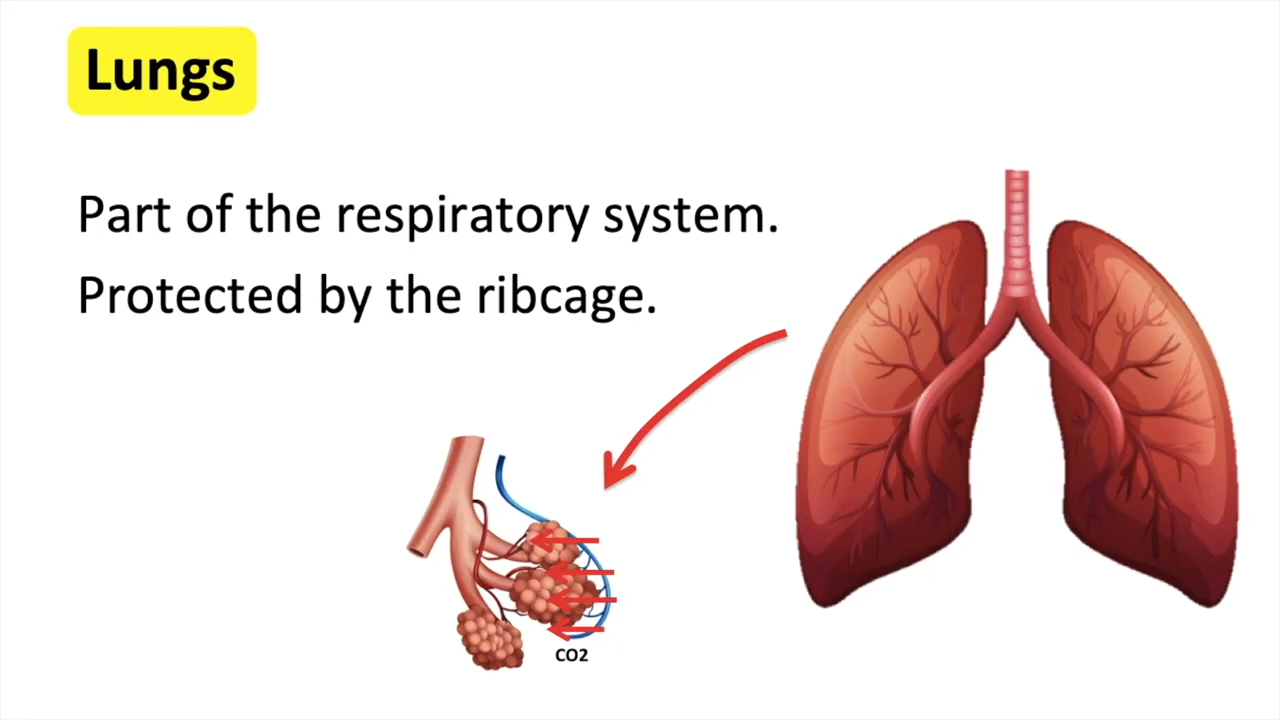 Lungs
Part of the respiratory system.
Protected by the ribcage.
CO2